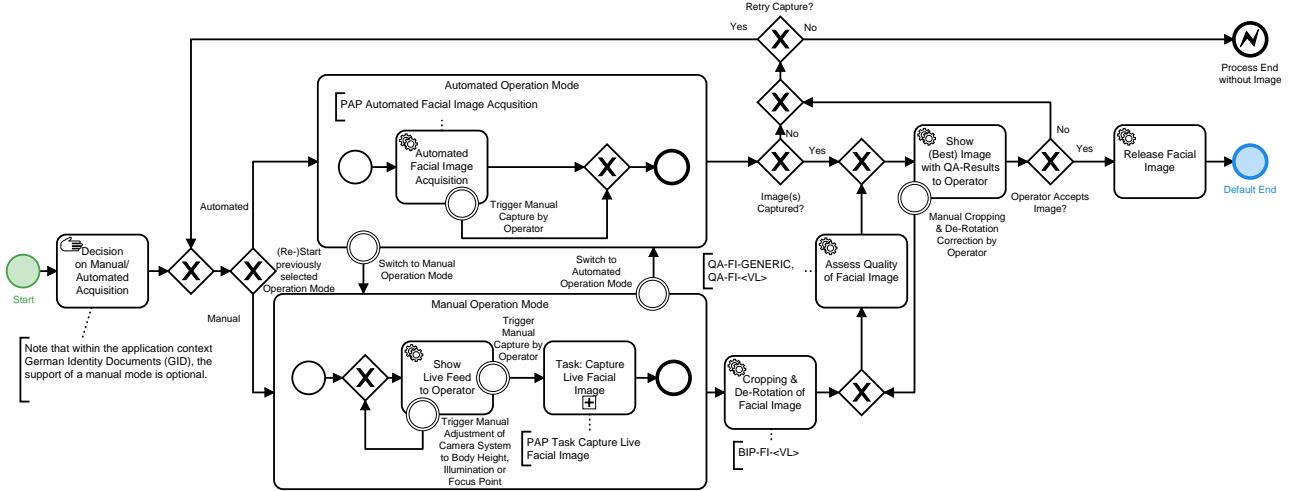 Retry Capture?
Yes
No
Process End
without Image
Automated Operation Mode
PAP Automated Facial Image Acqusition
Automated
Facial Image
Acquisition
Trigger Manual
Capture by
Operator
No
Yes
Image(s)
Captured?
Show
(Best) Image
with QA-Results
to Operator
Manual Cropping
& De-Rotation
Correction by
Operator
No
Yes
Operator Accepts
Image?
Release Facial
Image
Default End
Automated
Start
Decision
on Manual/
Automated
Acquisition
(Re-)Start
previously
selected
Operation Mode
Manual
Switch to Manual
Operation Mode
Switch to
Automated
Operation Mode
QA-FI-GENERIC,
QA-FI-<VL>
Assess Quality
of Facial Image
Note that within the application context
German Identity Documents (GID), the
support of a manual mode is optional.
Manual Operation Mode
Show
Live Feed
to Operator
Trigger
Manual
Capture by
Operator
Task: Capture
Live Facial
Image
Trigger Manual
Adjustment of
Camera System
to Body Height,
Illumination or
Focus Point
PAP Task Capture Live
Facial Image
Cropping &
De-Rotation of
Facial Image
BIP-FI-<VL>